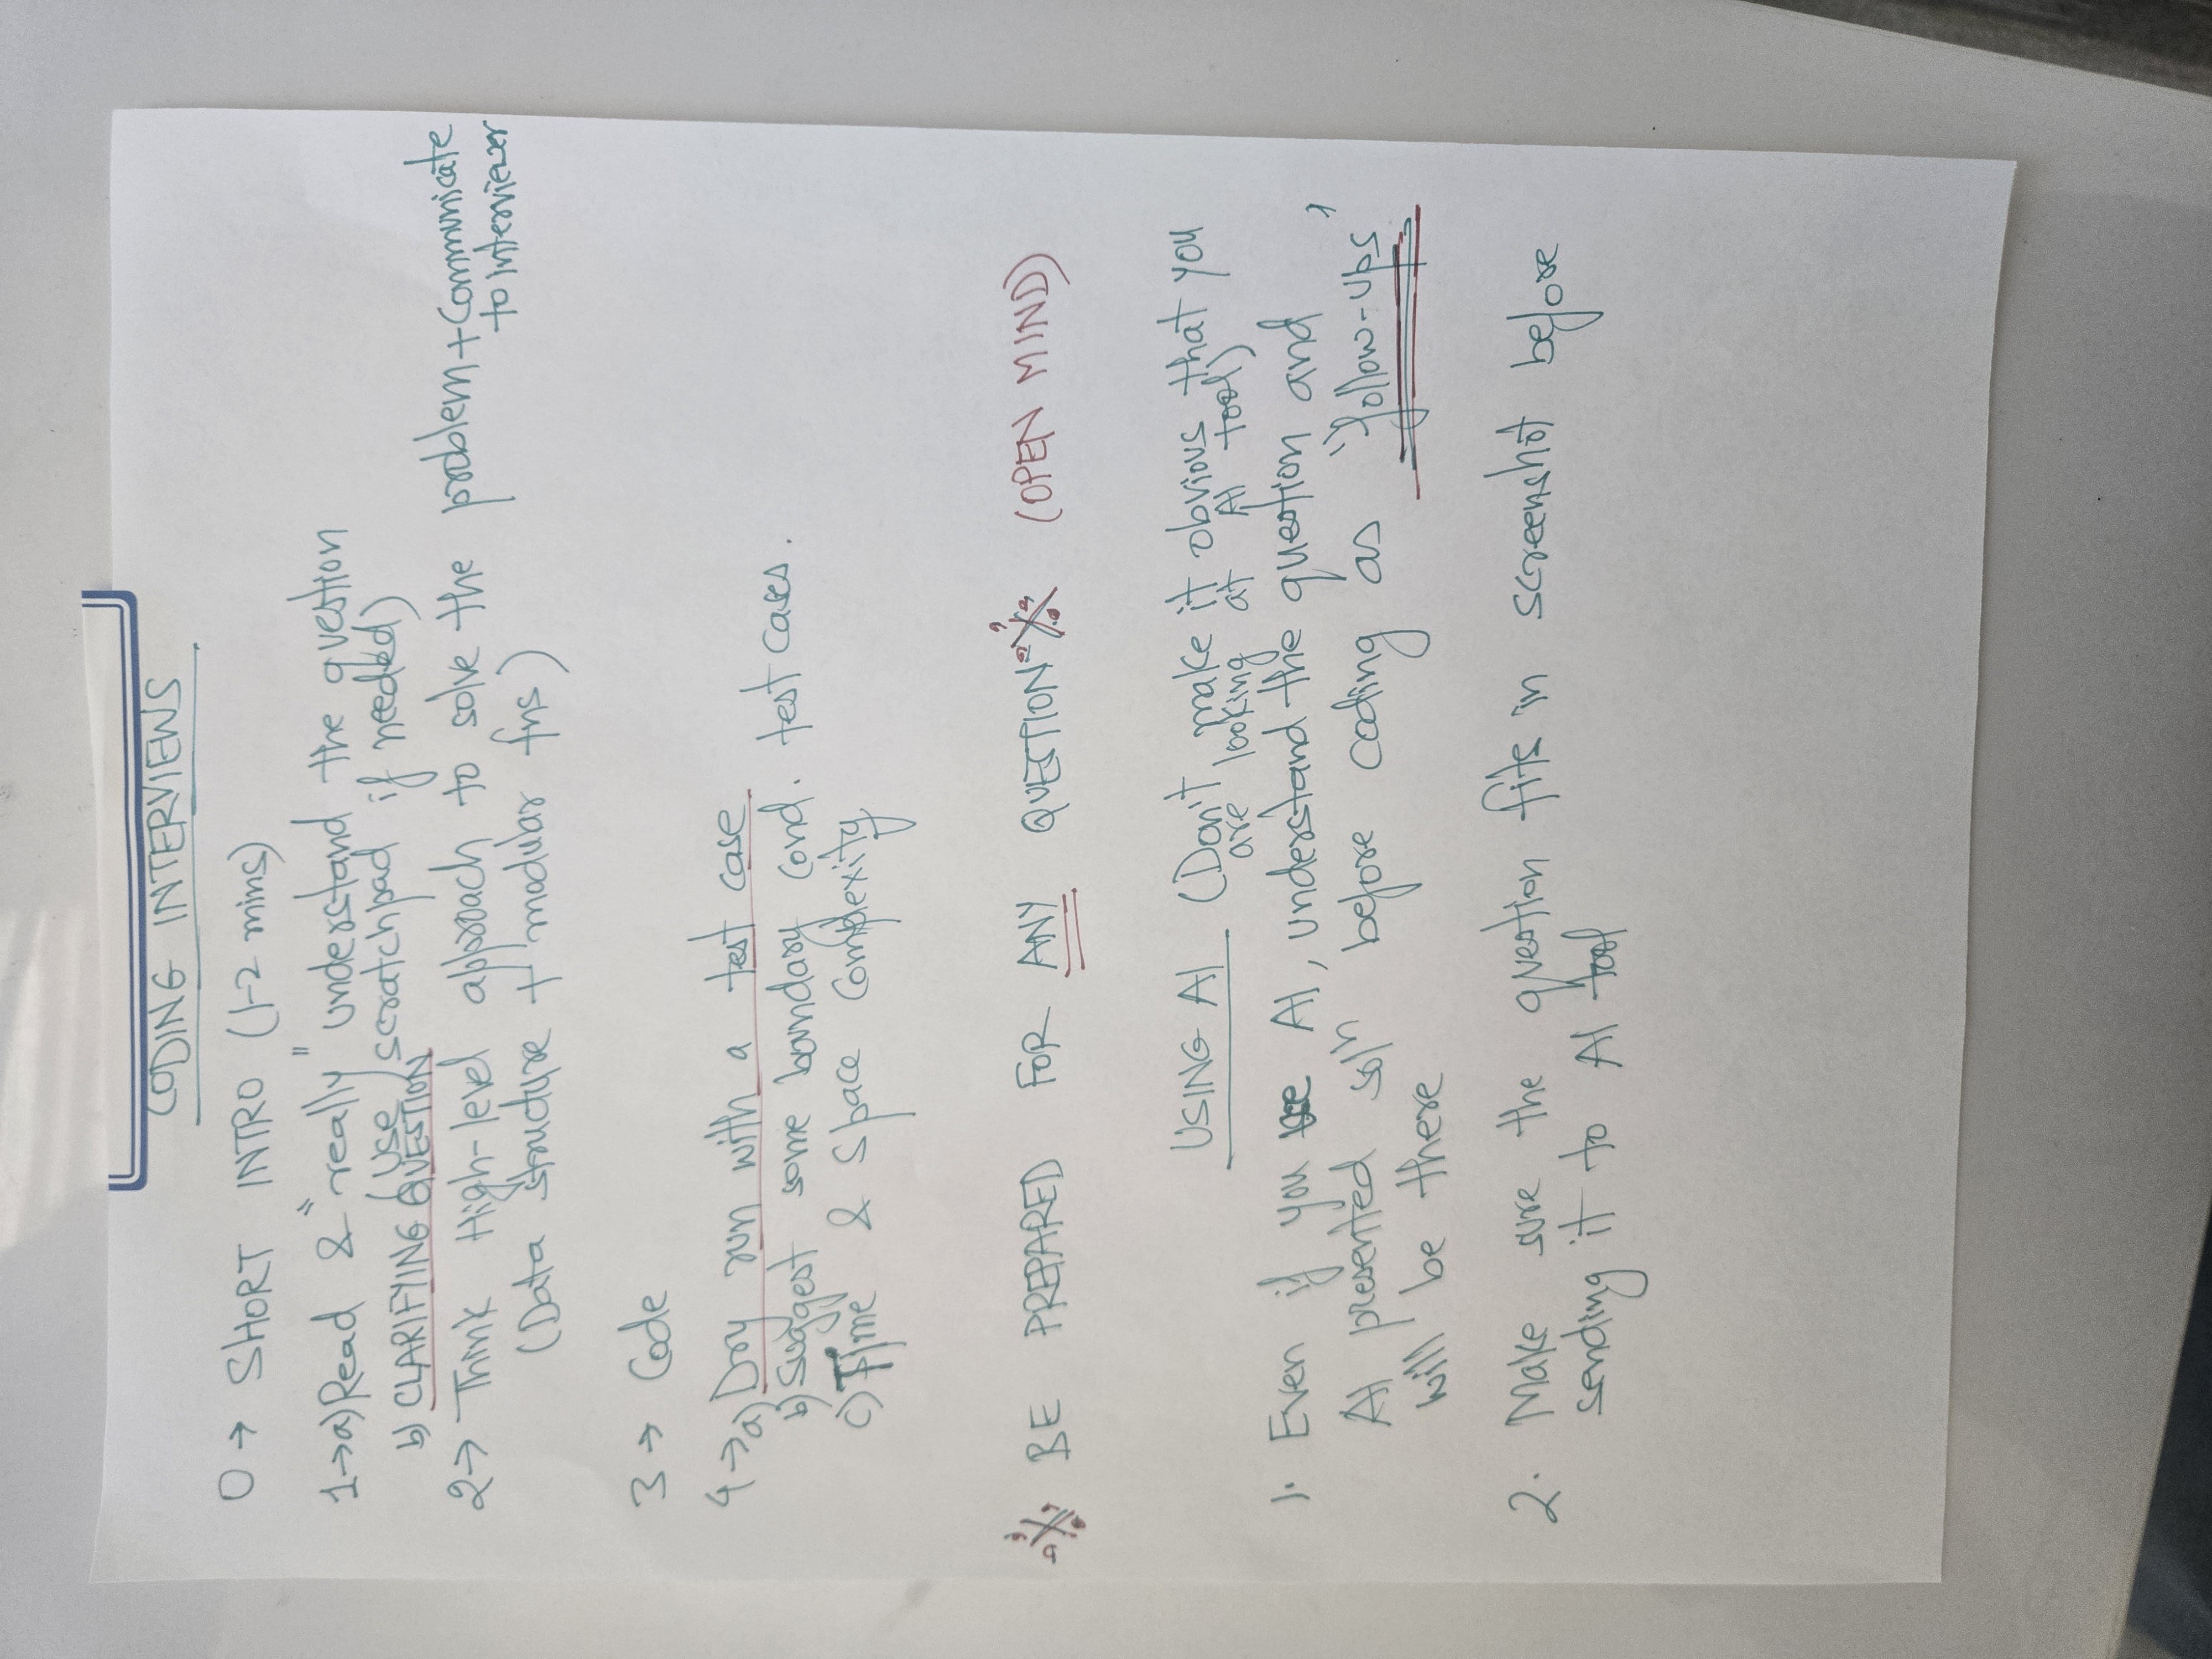 CODING INTERVIEWS
0 → SHORT INTRO (1-2 mins)
1 → a) Read & "really" understand the question
(Use scratchpad if needed)
b) CLARIFYING QUESTION
2 → Think High-level approach to solve the problem + Communicate
to interviewer
(Data structure + modular fns)
3 → Code
4 → a) Dry run with a test case
b) Suggest some boundary cond. test cases.
c) Time & Space Complexity
BE PREPARED FOR ANY QUESTION (OPEN MIND)
USING AI (Don't make it obvious that you
are looking at AI tool)
1. Even if you use AI, understand the question and
AI presented solⁿ before coding as "follow-ups"
will be there
2. Make sure the question fits in screenshot before
sending it to AI tool